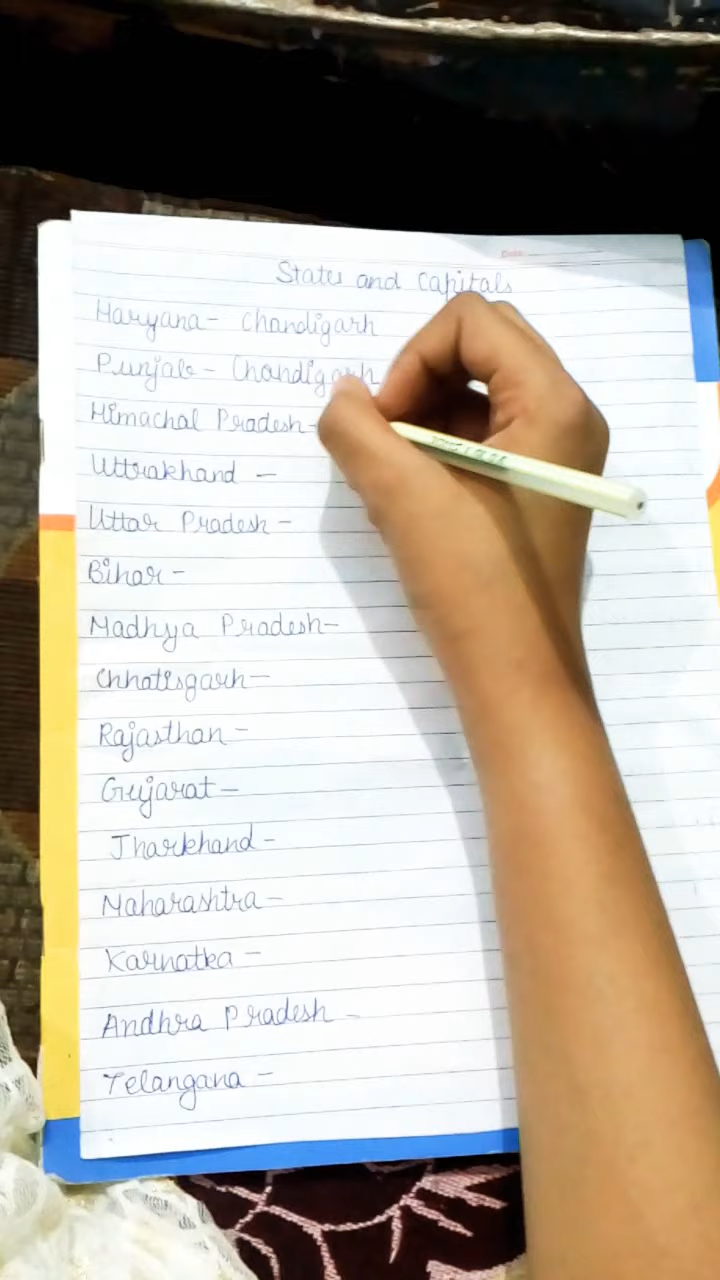 Date:
States and Capitals
Haryana- Chandigarh
Punjab- Chandigarh
Himachal Pradesh-
Uttrakhand -
Uttar Pradesh -
Bihar -
Madhya Pradesh-
Chhatisgarh-
Rajasthan -
Gujarat -
Jharkhand -
Maharashtra -
Karnatka -
Andhra Pradesh -
Telangana -